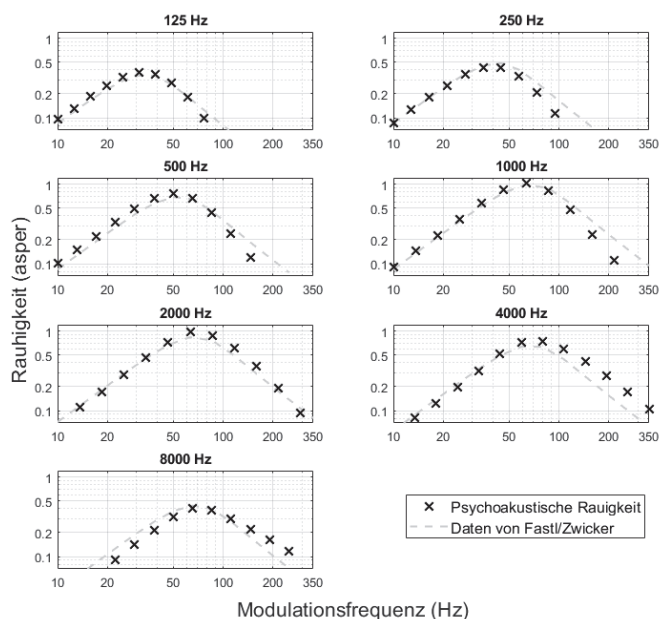 125 Hz
250 Hz
1
0.5
0.2
0.1
10 20 50 100 200 350
1
0.5
0.2
0.1
10 20 50 100 200 350
500 Hz
1000 Hz
1
0.5
0.2
0.1
10 20 50 100 200 350
1
0.5
0.2
0.1
10 20 50 100 200 350
Rauhigkeit (asper)
2000 Hz
4000 Hz
1
0.5
0.2
0.1
10 20 50 100 200 350
1
0.5
0.2
0.1
10 20 50 100 200 350
8000 Hz
1
0.5
0.2
0.1
10 20 50 100 200 350
Psychoakustische Rauigkeit
Daten von Fastl/Zwicker
Modulationsfrequenz (Hz)